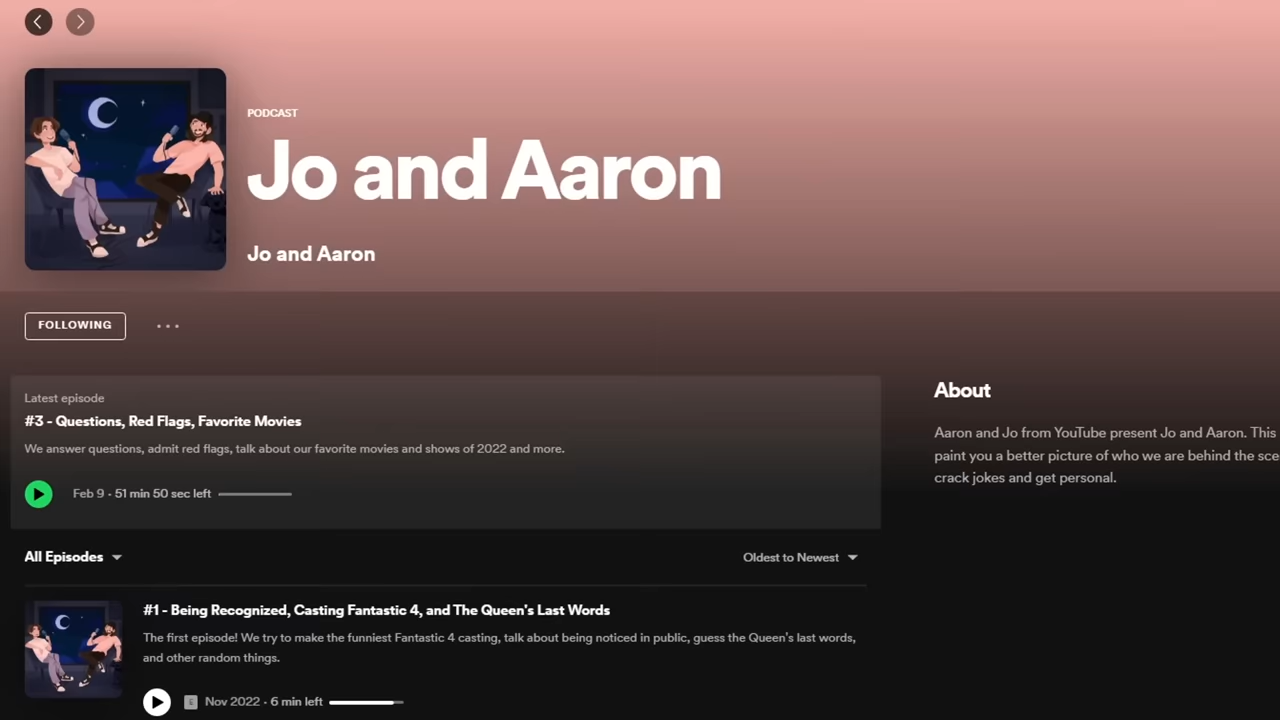 PODCAST
Jo and Aaron
Jo and Aaron
FOLLOWING
Latest episode
#3 - Questions, Red Flags, Favorite Movies
We answer questions, admit red flags, talk about our favorite movies and shows of 2022 and more.
Feb 9 · 51 min 50 sec left
About
Aaron and Jo from YouTube present Jo and Aaron. This
paint you a better picture of who we are behind the sce
crack jokes and get personal.
All Episodes
Oldest to Newest
#1 - Being Recognized, Casting Fantastic 4, and The Queen's Last Words
The first episode! We try to make the funniest Fantastic 4 casting, talk about being noticed in public, guess the Queen's last words,
and other random things.
E Nov 2022 · 6 min left